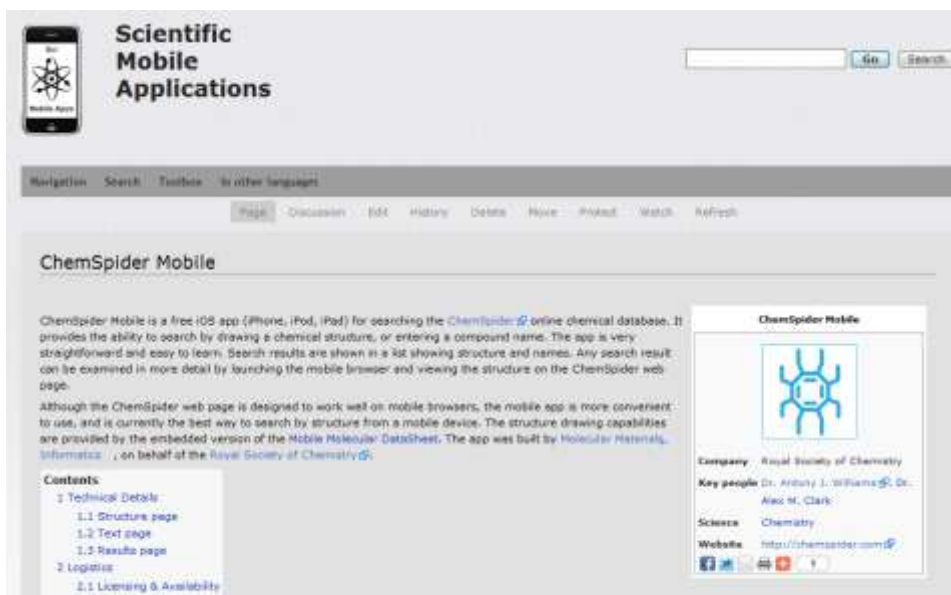 Sci
Mobile Apps
Scientific
Mobile
Applications
Go Search
Navigation Search Toolbox In other languages
Page Discussion Edit History Delete Move Protect Watch Refresh
ChemSpider Mobile
ChemSpider Mobile is a free iOS app (iPhone, iPod, iPad) for searching the ChemSpider online chemical database. It
provides the ability to search by drawing a chemical structure, or entering a compound name. The app is very
straightforward and easy to learn. Search results are shown in a list showing structure and names. Any search result
can be examined in more detail by launching the mobile browser and viewing the structure on the ChemSpider web
page.
Although the ChemSpider web page is designed to work well on mobile browsers, the mobile app is more convenient
to use, and is currently the best way to search by structure from a mobile device. The structure drawing capabilities
are provided by the embedded version of the Mobile Molecular DataSheet. The app was built by Molecular Materials
Informatics , on behalf of the Royal Society of Chemistry.
Contents
1 Technical Details
1.1 Structure page
1.2 Text page
1.3 Results page
2 Logistics
2.1 Licensing & Availability
ChemSpider Mobile
Company Royal Society of Chemistry
Key people Dr. Antony J. Williams, Dr.
Alex M. Clark
Science Chemistry
Website http://chemspider.com
1